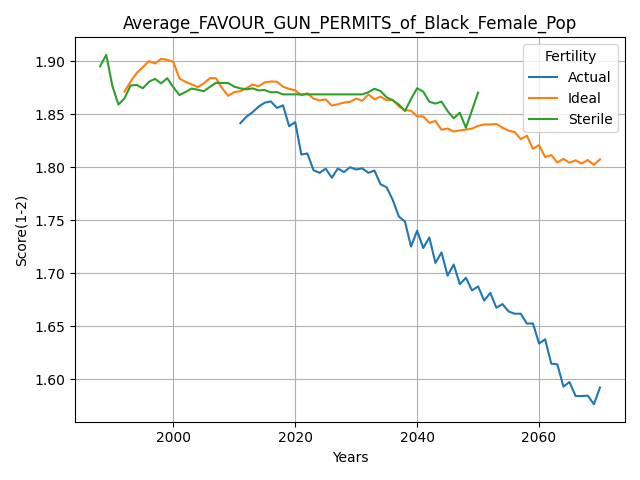 Average_FAVOUR_GUN_PERMITS_of_Black_Female_Pop
Fertility
Actual
Ideal
Sterile
Score(1-2)
1.90
1.85
1.80
1.75
1.70
1.65
1.60
2000 2020 2040 2060
Years